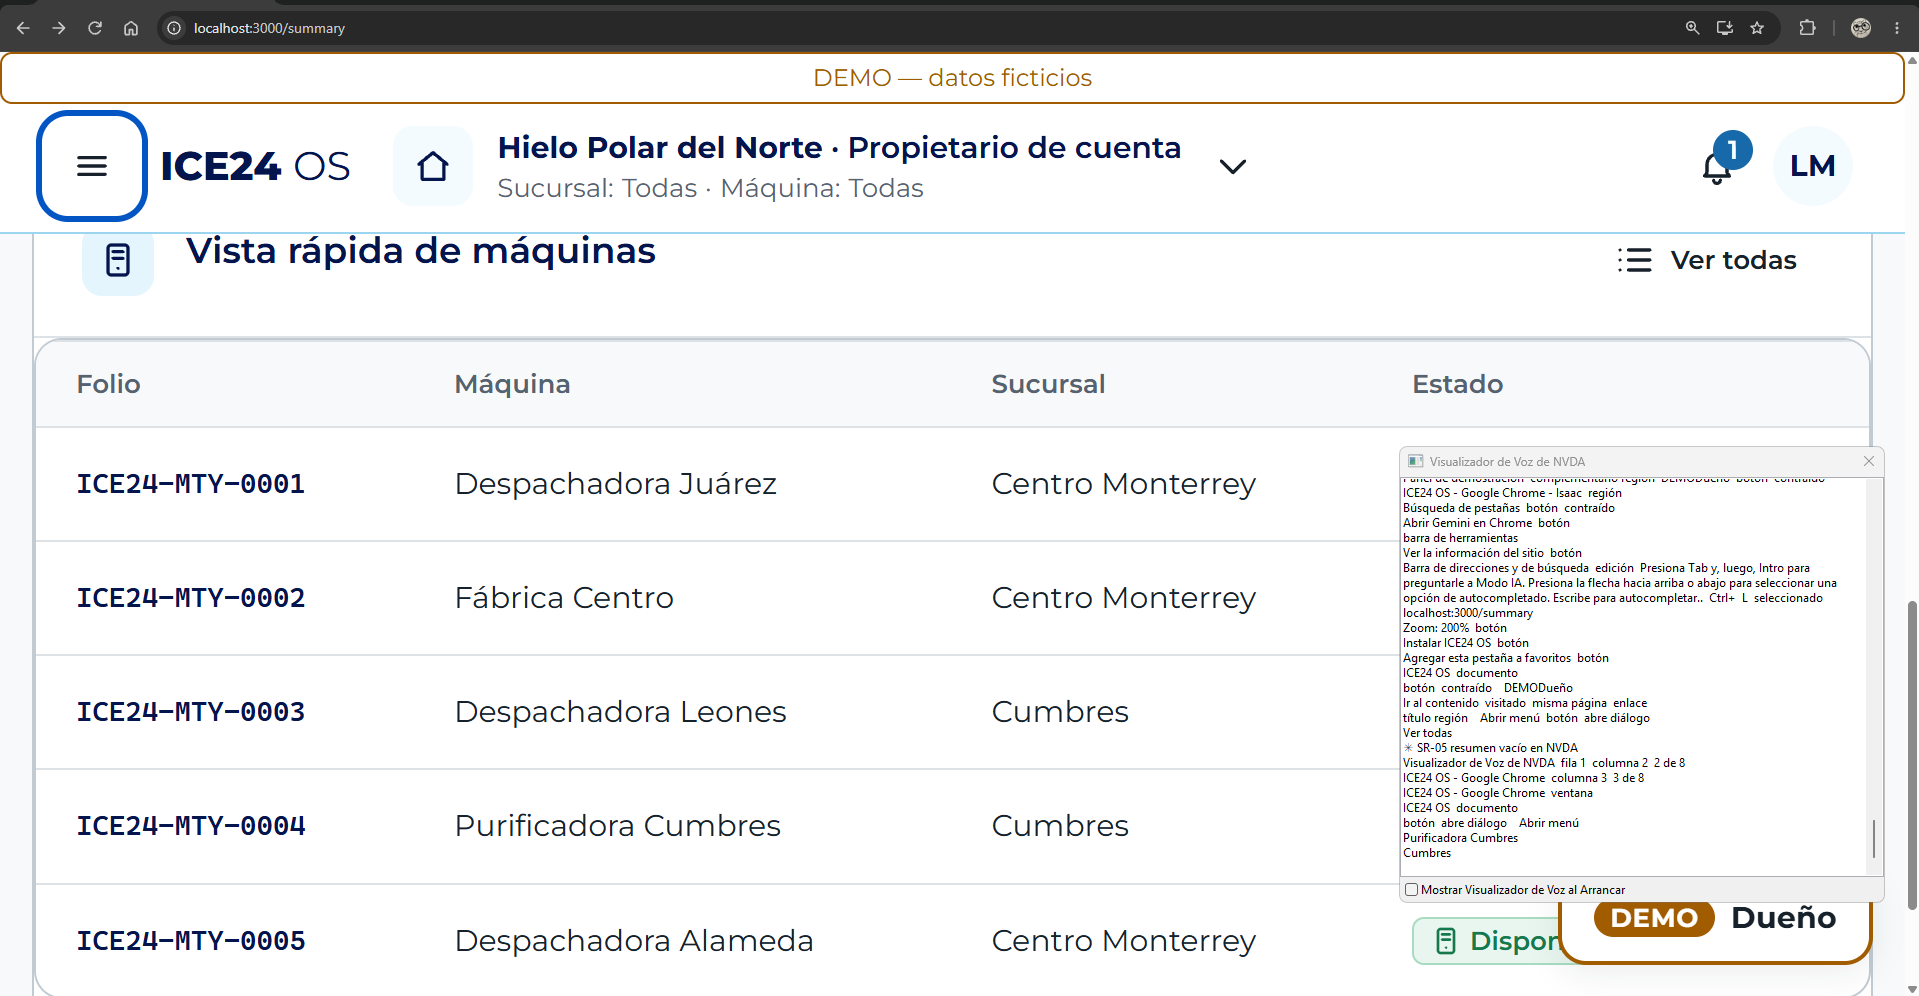 localhost:3000/summary
DEMO — datos ficticios
ICE24 OS
Hielo Polar del Norte · Propietario de cuenta
Sucursal: Todas · Máquina: Todas
1
LM
Vista rápida de máquinas
Ver todas
Folio Máquina Sucursal Estado
ICE24-MTY-0001 Despachadora Juárez Centro Monterrey
ICE24-MTY-0002 Fábrica Centro Centro Monterrey
ICE24-MTY-0003 Despachadora Leones Cumbres
ICE24-MTY-0004 Purificadora Cumbres Cumbres
ICE24-MTY-0005 Despachadora Alameda Centro Monterrey Dispon
Visualizador de Voz de NVDA
Panel de demostración complementario región DEMODueño botón contraído
ICE24 OS - Google Chrome - Isaac región
Búsqueda de pestañas botón contraído
Abrir Gemini en Chrome botón
barra de herramientas
Ver la información del sitio botón
Barra de direcciones y de búsqueda edición Presiona Tab y, luego, Intro para
preguntarle a Modo IA. Presiona la flecha hacia arriba o abajo para seleccionar una
opción de autocompletado. Escribe para autocompletar.. Ctrl+ L seleccionado
localhost:3000/summary
Zoom: 200% botón
Instalar ICE24 OS botón
Agregar esta pestaña a favoritos botón
ICE24 OS documento
botón contraído DEMODueño
Ir al contenido visitado misma página enlace
título región Abrir menú botón abre diálogo
Ver todas
✳ SR-05 resumen vacío en NVDA
Visualizador de Voz de NVDA fila 1 columna 2 2 de 8
ICE24 OS - Google Chrome columna 3 3 de 8
ICE24 OS - Google Chrome ventana
ICE24 OS documento
botón abre diálogo Abrir menú
Purificadora Cumbres
Cumbres
Mostrar Visualizador de Voz al Arrancar
DEMO Dueño